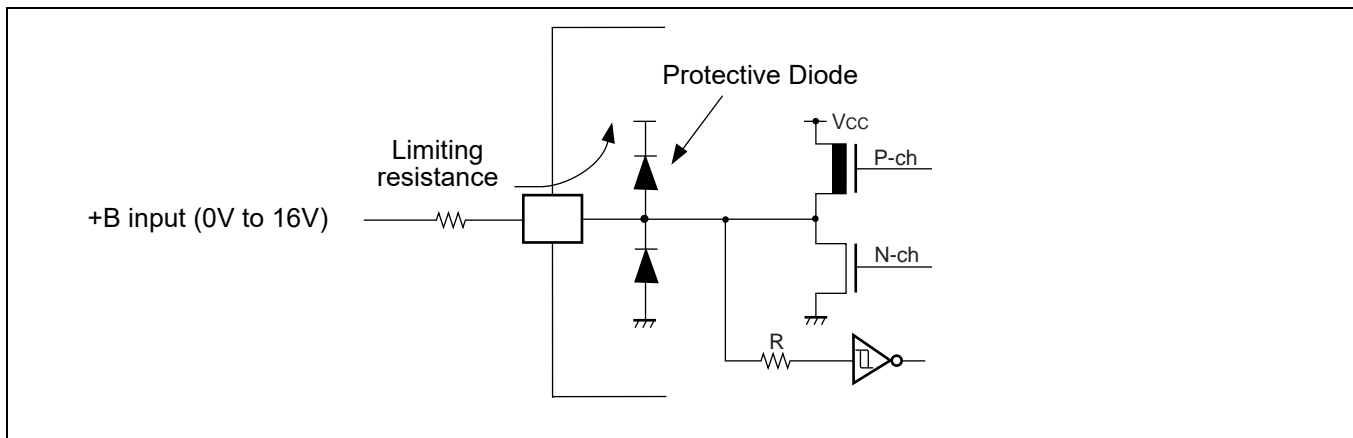 Protective Diode
VCC
Limiting
resistance
P-ch
+B input (0V to 16V)
N-ch
R